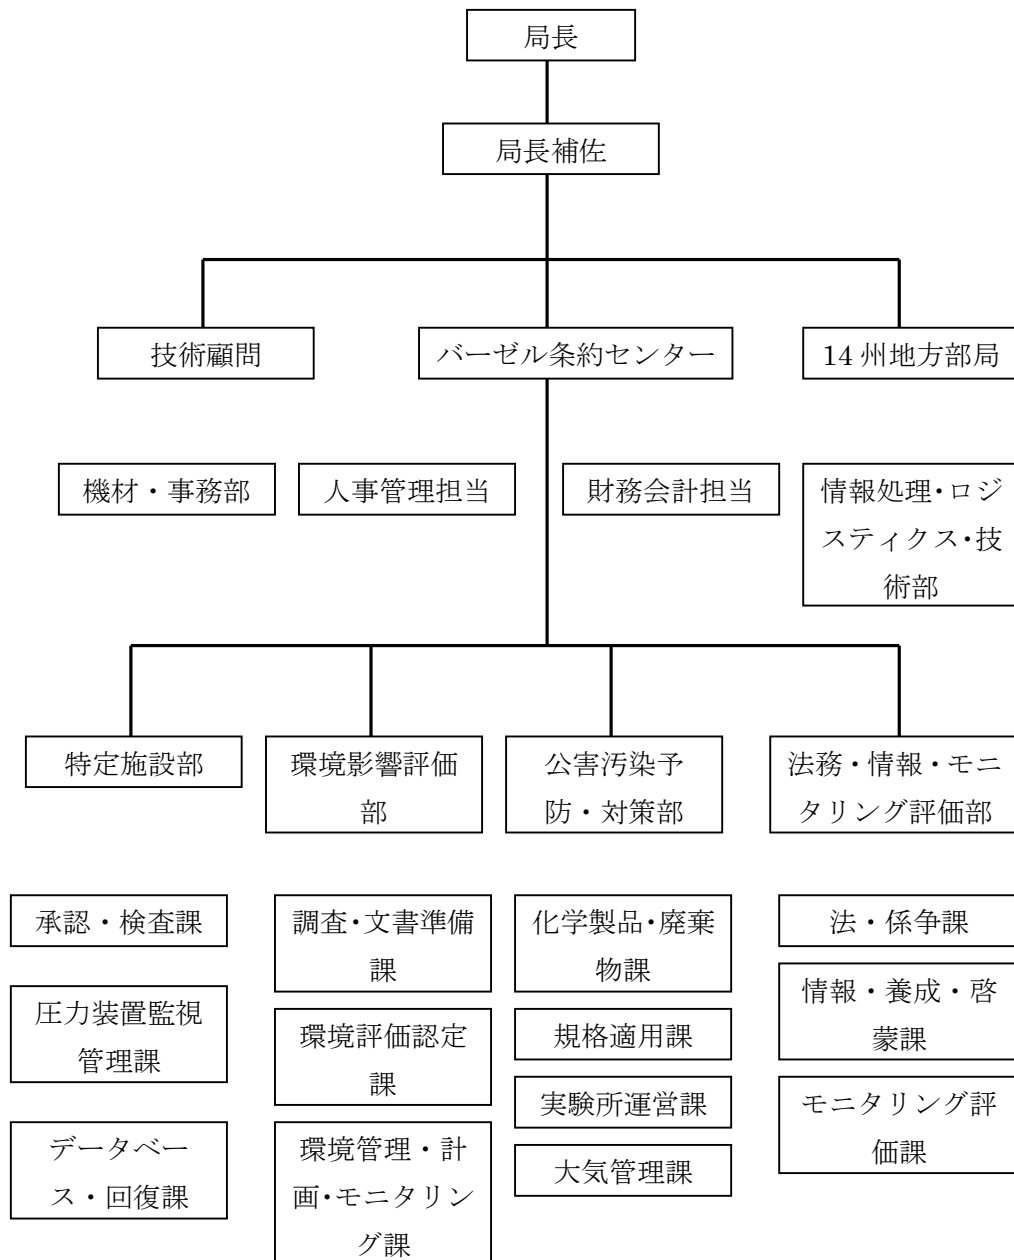 局長
局長補佐
技術顧問
バーゼル条約センター
14 州地方部局
機材・事務部
人事管理担当
財務会計担当
情報処理・ロジ
スティクス・技
術部
特定施設部
環境影響評価
部
公害汚染予
防・対策部
法務・情報・モニ
タリング評価部
承認・検査課
圧力装置監視
管理課
データベー
ス・回復課
調査・文書準備
課
環境評価認定
課
環境管理・計
画・モニタリン
グ課
化学製品・廃棄
物課
規格適用課
実験所運営課
大気管理課
法・係争課
情報・養成・啓
蒙課
モニタリング評
価課